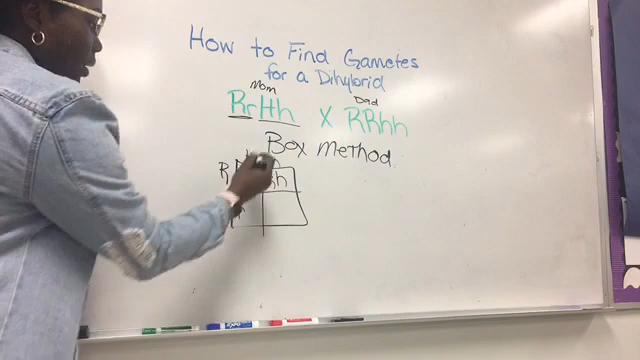 How to Find Gametes
for a Dihybrid
Mom Dad
RrHh X RRhh
Box Method
R
h